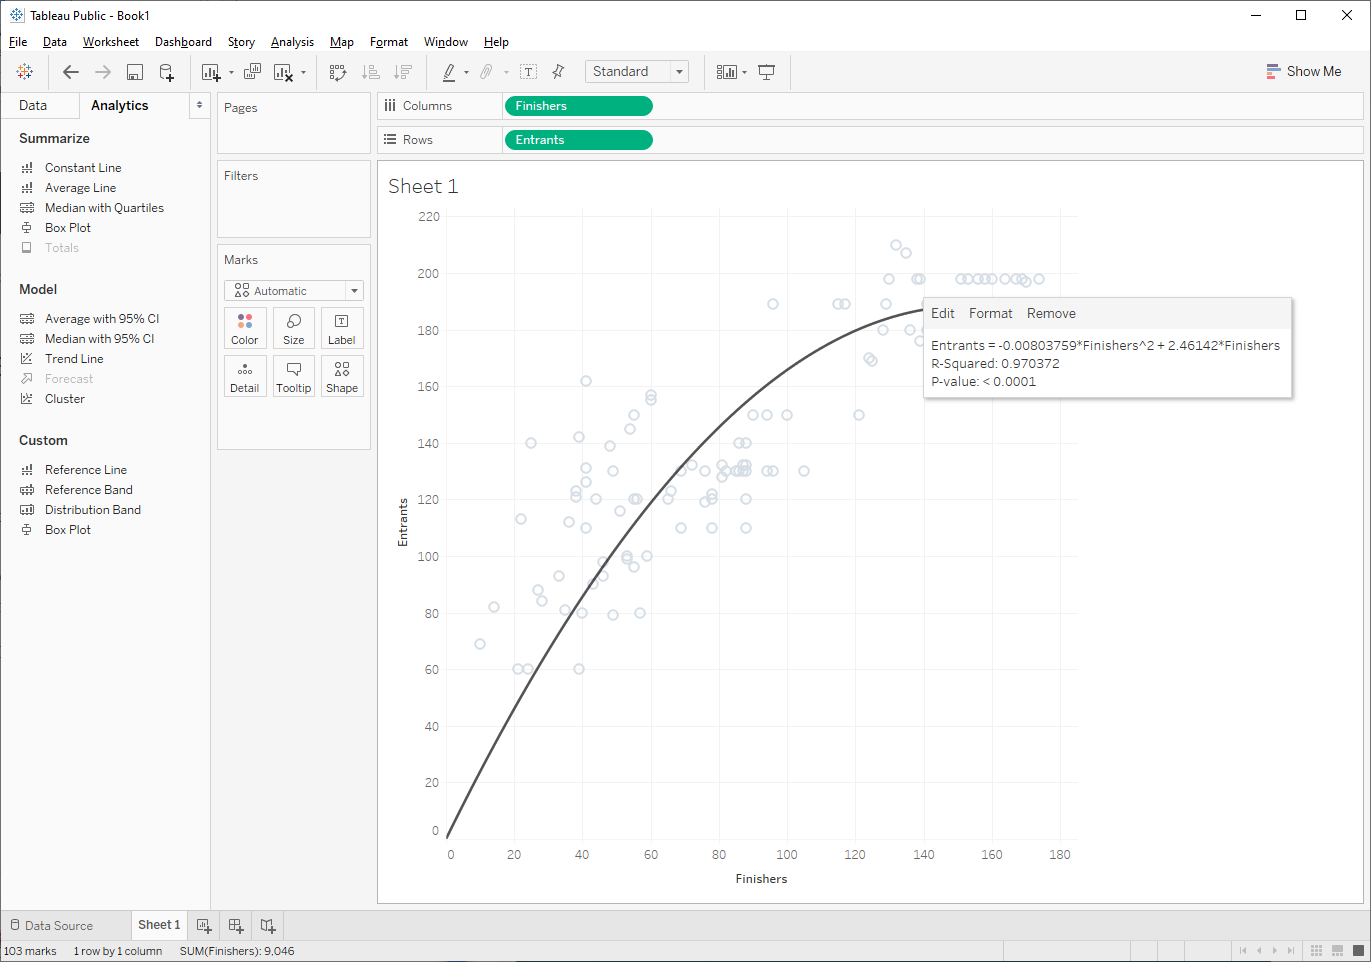 Tableau Public - Book1
File Data Worksheet Dashboard Story Analysis Map Format Window Help
Standard
Show Me
Data Analytics
Summarize
Constant Line
Average Line
Median with Quartiles
Box Plot
Totals
Model
Average with 95% CI
Median with 95% CI
Trend Line
Forecast
Cluster
Custom
Reference Line
Reference Band
Distribution Band
Box Plot
Pages
Filters
Marks
Automatic
Color Size Label
Detail Tooltip Shape
Columns Finishers
Rows Entrants
Sheet 1
220
200
180
160
140
120
100
80
60
40
20
0
Entrants
0 20 40 60 80 100 120 140 160 180
Finishers
Edit Format Remove
Entrants = -0.00803759*Finishers^2 + 2.46142*Finishers
R-Squared: 0.970372
P-value: < 0.0001
Data Source Sheet 1
103 marks 1 row by 1 column SUM(Finishers): 9,046